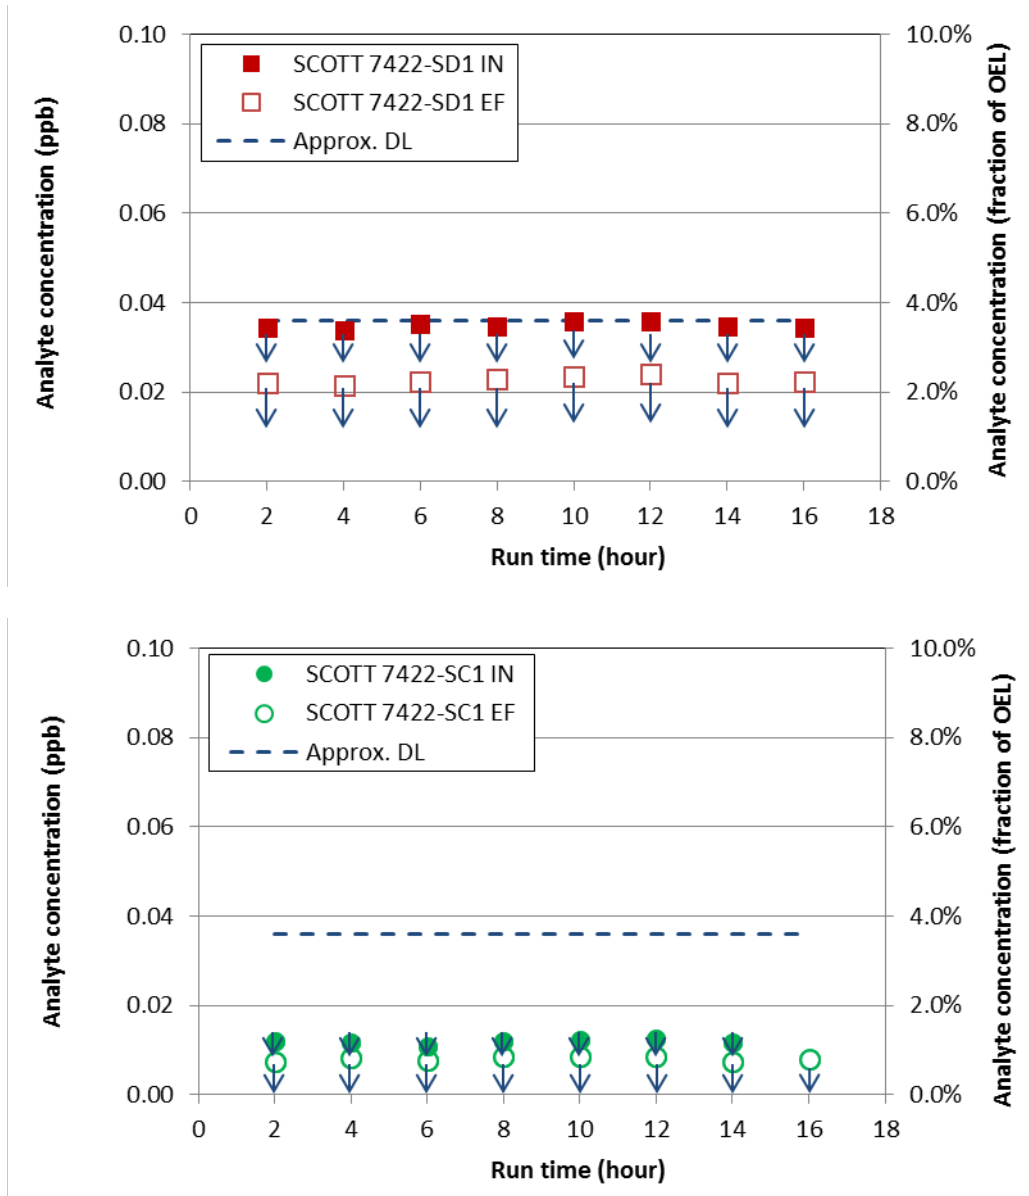 0.10
0.08
0.06
0.04
0.02
0.00
Analyte concentration (ppb)
SCOTT 7422-SD1 IN
SCOTT 7422-SD1 EF
Approx. DL
10.0%
8.0%
6.0%
4.0%
2.0%
0.0%
Analyte concentration (fraction of OEL)
0 2 4 6 8 10 12 14 16 18
Run time (hour)
0.10
0.08
0.06
0.04
0.02
0.00
Analyte concentration (ppb)
SCOTT 7422-SC1 IN
SCOTT 7422-SC1 EF
Approx. DL
10.0%
8.0%
6.0%
4.0%
2.0%
0.0%
Analyte concentration (fraction of OEL)
0 2 4 6 8 10 12 14 16 18
Run time (hour)